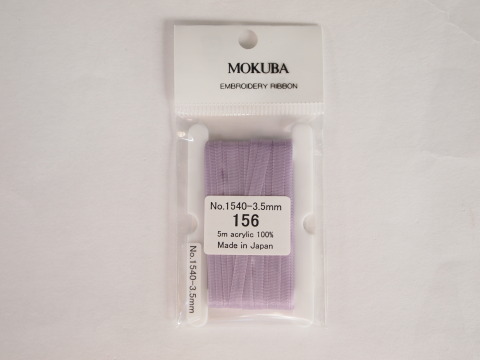 MOKUBA
EMBROIDERY RIBBON
No.1540-3.5mm
156
5m acrylic 100%
Made in Japan
No.1540-3.5mm